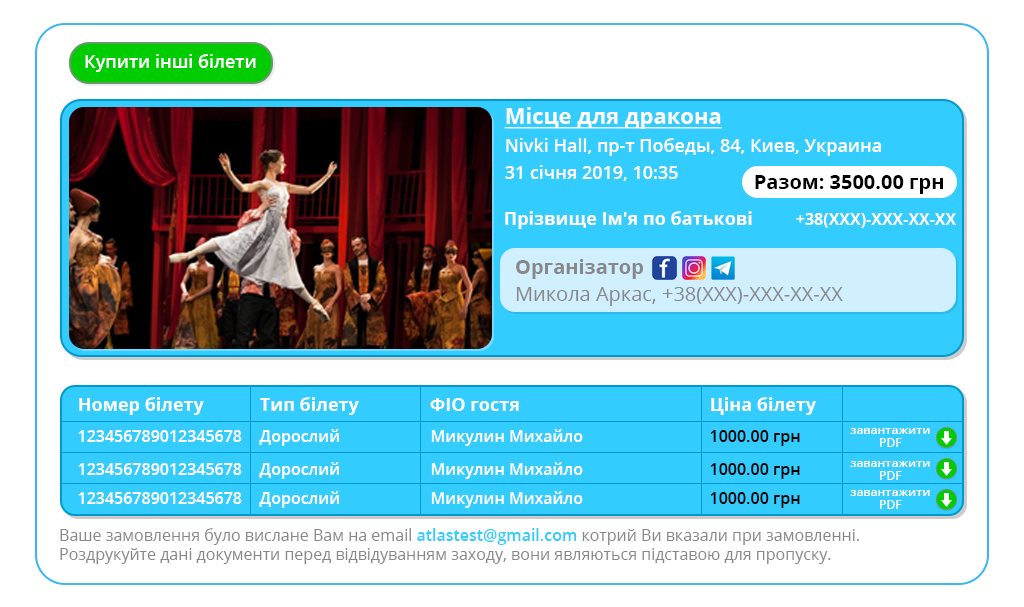 Купити інші білети
Місце для дракона
Nivki Hall, пр-т Победы, 84, Киев, Украина
31 січня 2019, 10:35
Разом: 3500.00 грн
Прізвище Ім'я по батькові +38(XXX)-XXX-XX-XX
Організатор
Микола Аркас, +38(XXX)-XXX-XX-XX
Номер білету Тип білету ФІО гостя Ціна білету
123456789012345678 Дорослий Микулин Михайло 1000.00 грн завантажити PDF
123456789012345678 Дорослий Микулин Михайло 1000.00 грн завантажити PDF
123456789012345678 Дорослий Микулин Михайло 1000.00 грн завантажити PDF
Ваше замовлення було вислане Вам на email atlastest@gmail.com котрий Ви вказали при замовленні.
Роздрукуйте дані документи перед відвідуванням заходу, вони являються підставою для пропуску.